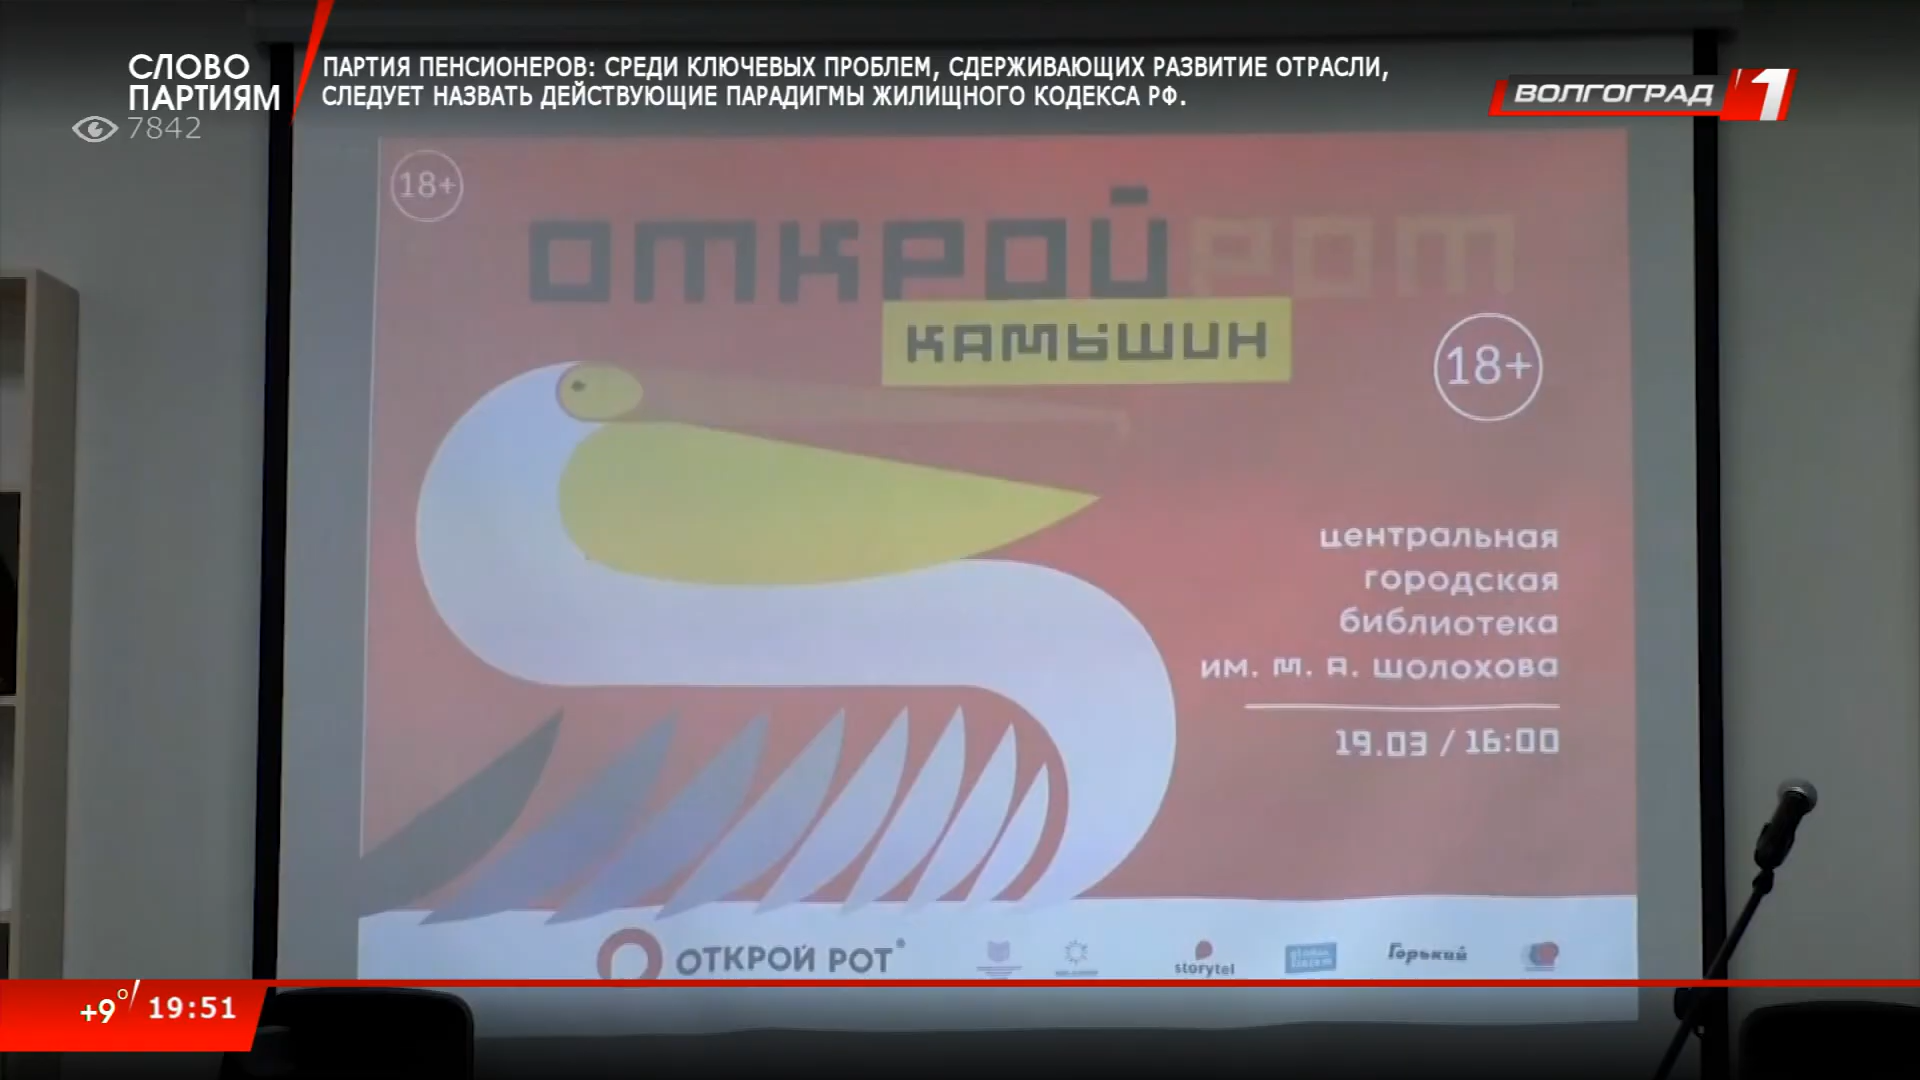 СЛОВО
ПАРТИЯМ
7842
ПАРТИЯ ПЕНСИОНЕРОВ: СРЕДИ КЛЮЧЕВЫХ ПРОБЛЕМ, СДЕРЖИВАЮЩИХ РАЗВИТИЕ ОТРАСЛИ,
СЛЕДУЕТ НАЗВАТЬ ДЕЙСТВУЮЩИЕ ПАРАДИГМЫ ЖИЛИЩНОГО КОДЕКСА РФ.
ВОЛГОГРАД 1
18+
ОТКРОЙ РОТ
КАМЫШИН
18+
центральная
городская
библиотека
им. М. А. Шолохова
19.03 / 16:00
ОТКРОЙ РОТ
storytel
Горький
+9° 19:51